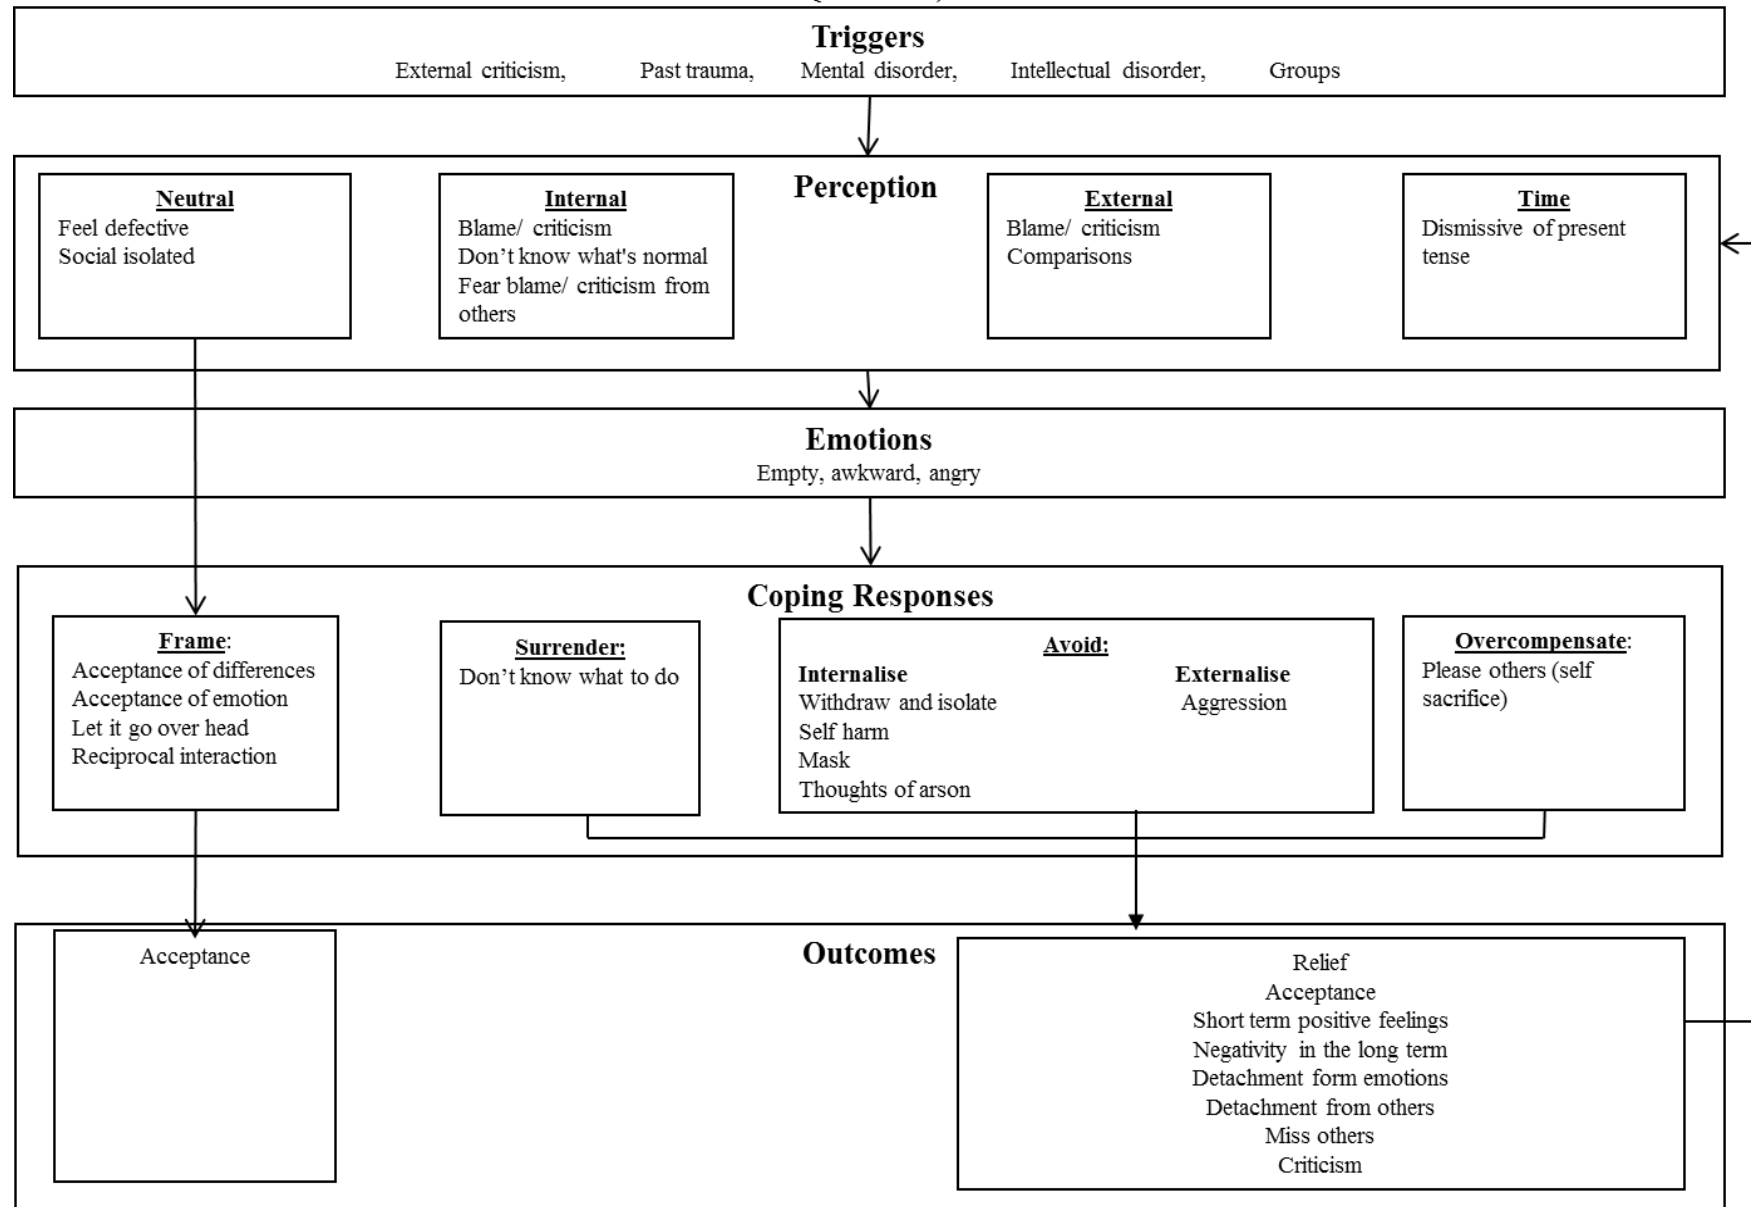 Triggers
External criticism, Past trauma, Mental disorder, Intellectual disorder, Groups
Perception
Neutral
Feel defective
Social isolated
Internal
Blame/ criticism
Don’t know what's normal
Fear blame/ criticism from
others
External
Blame/ criticism
Comparisons
Time
Dismissive of present
tense
Emotions
Empty, awkward, angry
Coping Responses
Frame:
Acceptance of differences
Acceptance of emotion
Let it go over head
Reciprocal interaction
Surrender:
Don’t know what to do
Avoid:
Internalise
Withdraw and isolate
Self harm
Mask
Thoughts of arson
Externalise
Aggression
Overcompensate:
Please others (self
sacrifice)
Outcomes
Acceptance
Relief
Acceptance
Short term positive feelings
Negativity in the long term
Detachment form emotions
Detachment from others
Miss others
Criticism